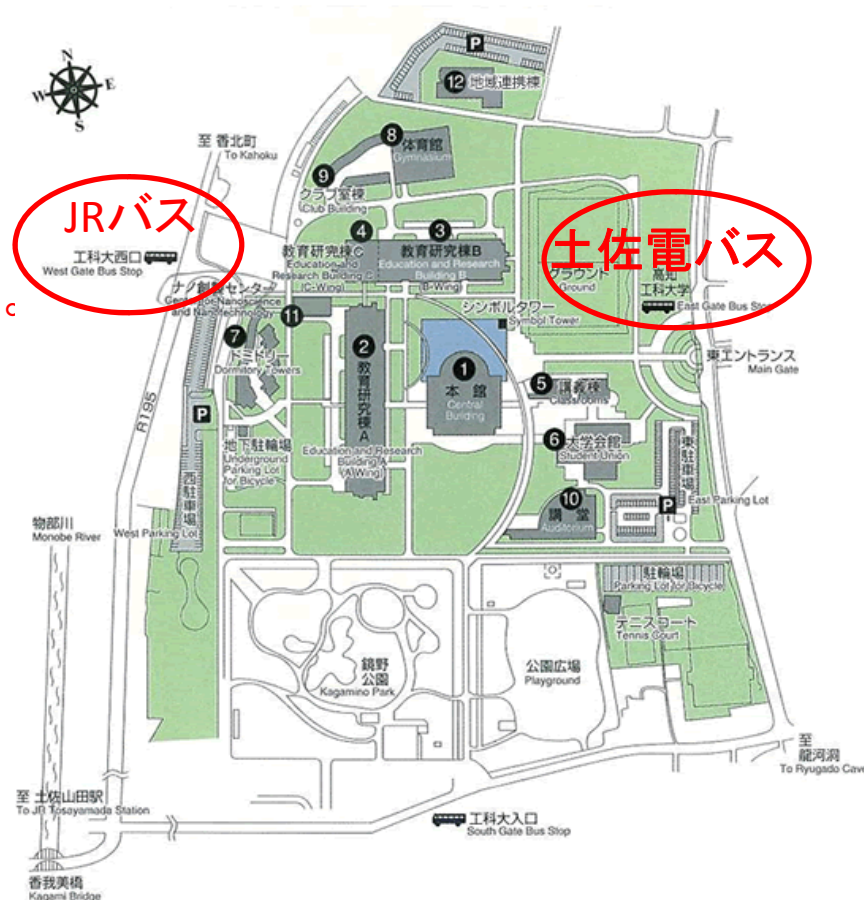 P
12 地域連携棟
N
W
E
S
8
体育館
Gymnasium
至 香北町
To Kahoku
9
クラブ室棟
Club Building
JRバス
工科大西口
West Gate Bus Stop
4
3
教育研究棟C
Education and
Research Building C
(C-Wing)
教育研究棟B
Education and Research
Building B
(B-Wing)
土佐電バス
グラウンド
Ground
高知
工科大学
East Gate Bus Stop
ナノ創製センター
Center for Nanoscience
and Nanotechnology
シンボルタワー
Symbol Tower
11
7
ドミトリー
Dormitory Towers
2
教育研究棟A
1
本館
Central
Building
東エントランス
Main Gate
5 講義棟
Classrooms
R195
P
地下駐輪場
Underground
Parking Lot
for Bicycle
Education and Research
Building A
(A Wing)
6 大学会館
Student Union
東駐車場
East Parking Lot
P
10
講堂
Auditorium
西駐車場
West Parking Lot
物部川
Monobe River
駐輪場
Parking Lot for Bicycle
テニスコート
Tennis Court
鏡野
公園
Kagamino Park
公園広場
Playground
至
龍河洞
To Ryugado Cave
至 土佐山田駅
To JR Tosayamada Station
工科大入口
South Gate Bus Stop
香我美橋
Kagami Bridge